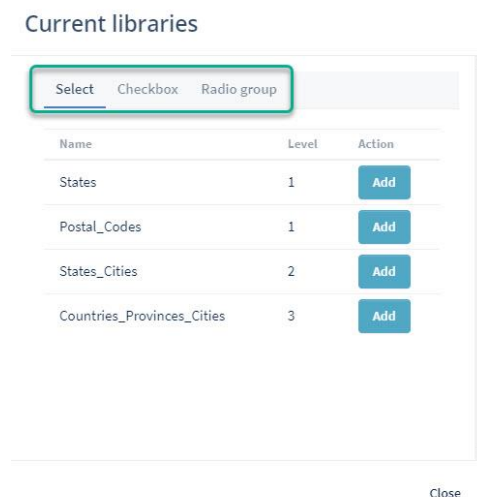 Current libraries
Select Checkbox Radio group
Name Level Action
States 1 Add
Postal_Codes 1 Add
States_Cities 2 Add
Countries_Provinces_Cities 3 Add
Close